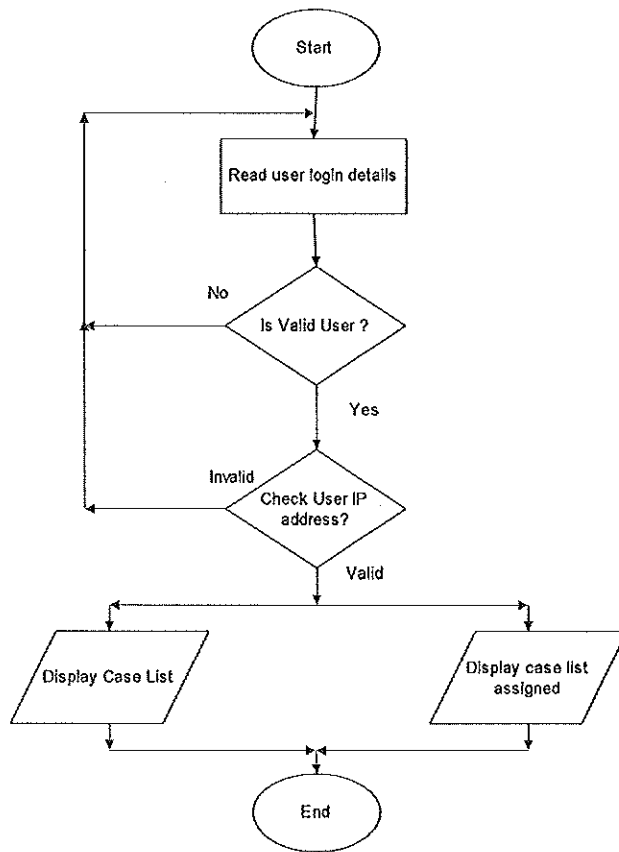 Start
Read user login details
No
Is Valid User ?
Yes
Invalid
Check User IP
address?
Valid
Display Case List
Display case list
assigned
End